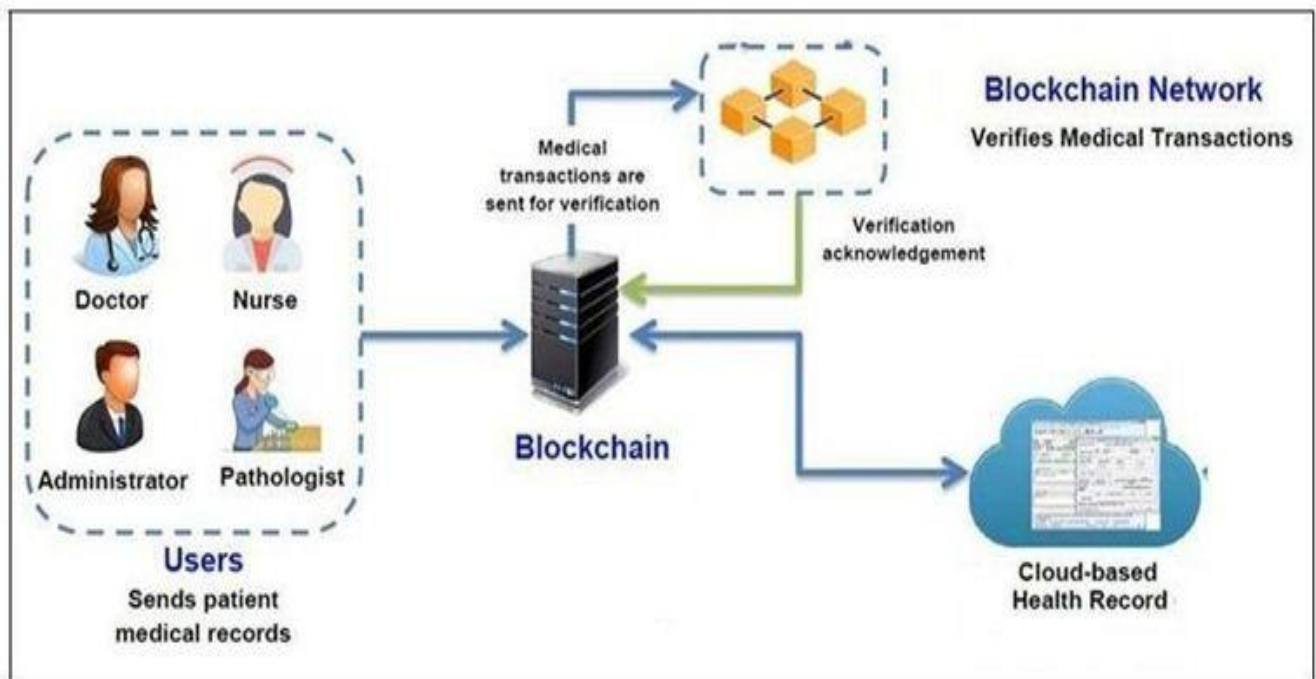 Blockchain Network
Verifies Medical Transactions
Medical
transactions are
sent for verification
Verification
acknowledgement
Doctor
Nurse
Administrator
Pathologist
Users
Sends patient
medical records
Blockchain
Cloud-based
Health Record